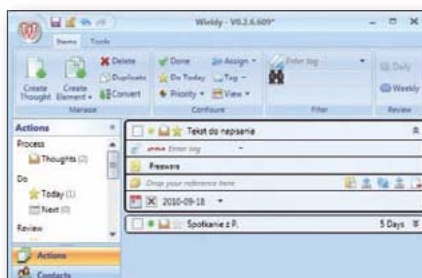 Wieldy - V0.2.6.609*
Items Tools
Create Thought
Create Element
Delete
Duplicate
Convert
Manage
Done
Do Today
Priority
Assign
Tag
View
Configure
Enter tag
Filter
Daily
Weekly
Review
Actions
Process
Thoughts (2)
Do
Today (1)
Next (0)
Review
Actions
Contacts
Tekst do napisania
Enter tag
Freeware
Drop your reference here
2010-09-18
Spotkanie z P. 5 Days